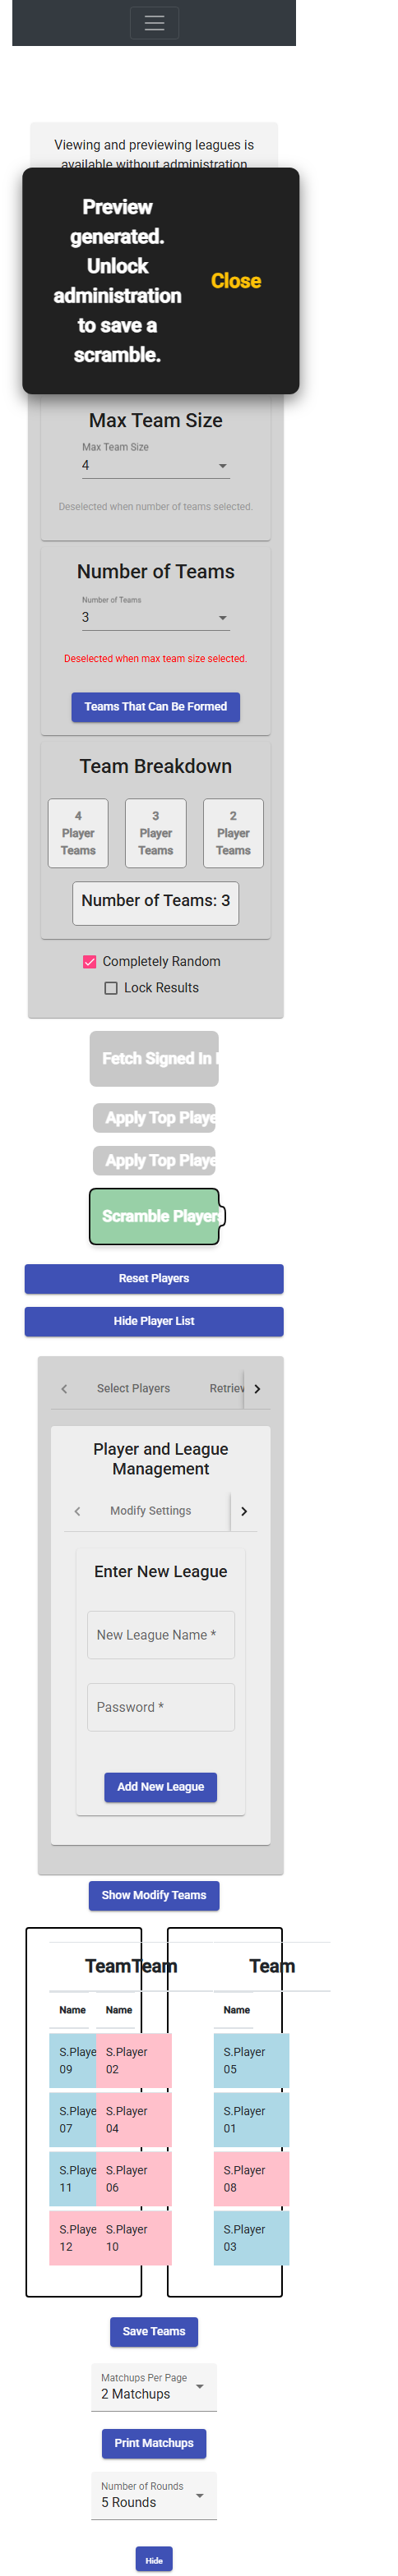 Viewing and previewing leagues is
available without administration
Preview
generated.
Unlock
administration
to save a
scramble.
Close
Max Team Size
Max Team Size
4
Deselected when number of teams selected.
Number of Teams
Number of Teams
3
Deselected when max team size selected.
Teams That Can Be Formed
Team Breakdown
4
Player
Teams
3
Player
Teams
2
Player
Teams
Number of Teams: 3
Completely Random
Lock Results
Fetch Signed In
Apply Top Playe
Apply Top Playe
Scramble Players
Reset Players
Hide Player List
Select Players
Retriev
Player and League
Management
Modify Settings
Enter New League
New League Name *
Password *
Add New League
Show Modify Teams
Team
Team
Team
Name
Name
Name
S.Playe
09
S.Player
02
S.Player
05
S.Playe
07
S.Player
04
S.Player
01
S.Playe
11
S.Player
06
S.Player
08
S.Playe
12
S.Player
10
S.Player
03
Save Teams
Matchups Per Page
2 Matchups
Print Matchups
Number of Rounds
5 Rounds
Hide